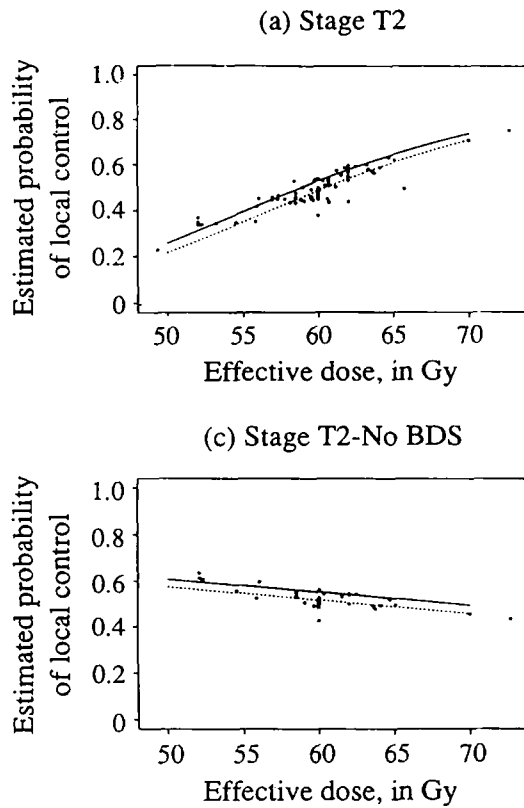 (a) Stage T2
Estimated probability
of local control
1.0
0.8
0.6
0.4
0.2
0
50
55
60
65
70
Effective dose, in Gy
(c) Stage T2-No BDS
Estimated probability
of local control
1.0
0.8
0.6
0.4
0.2
0
50
55
60
65
70
Effective dose, in Gy